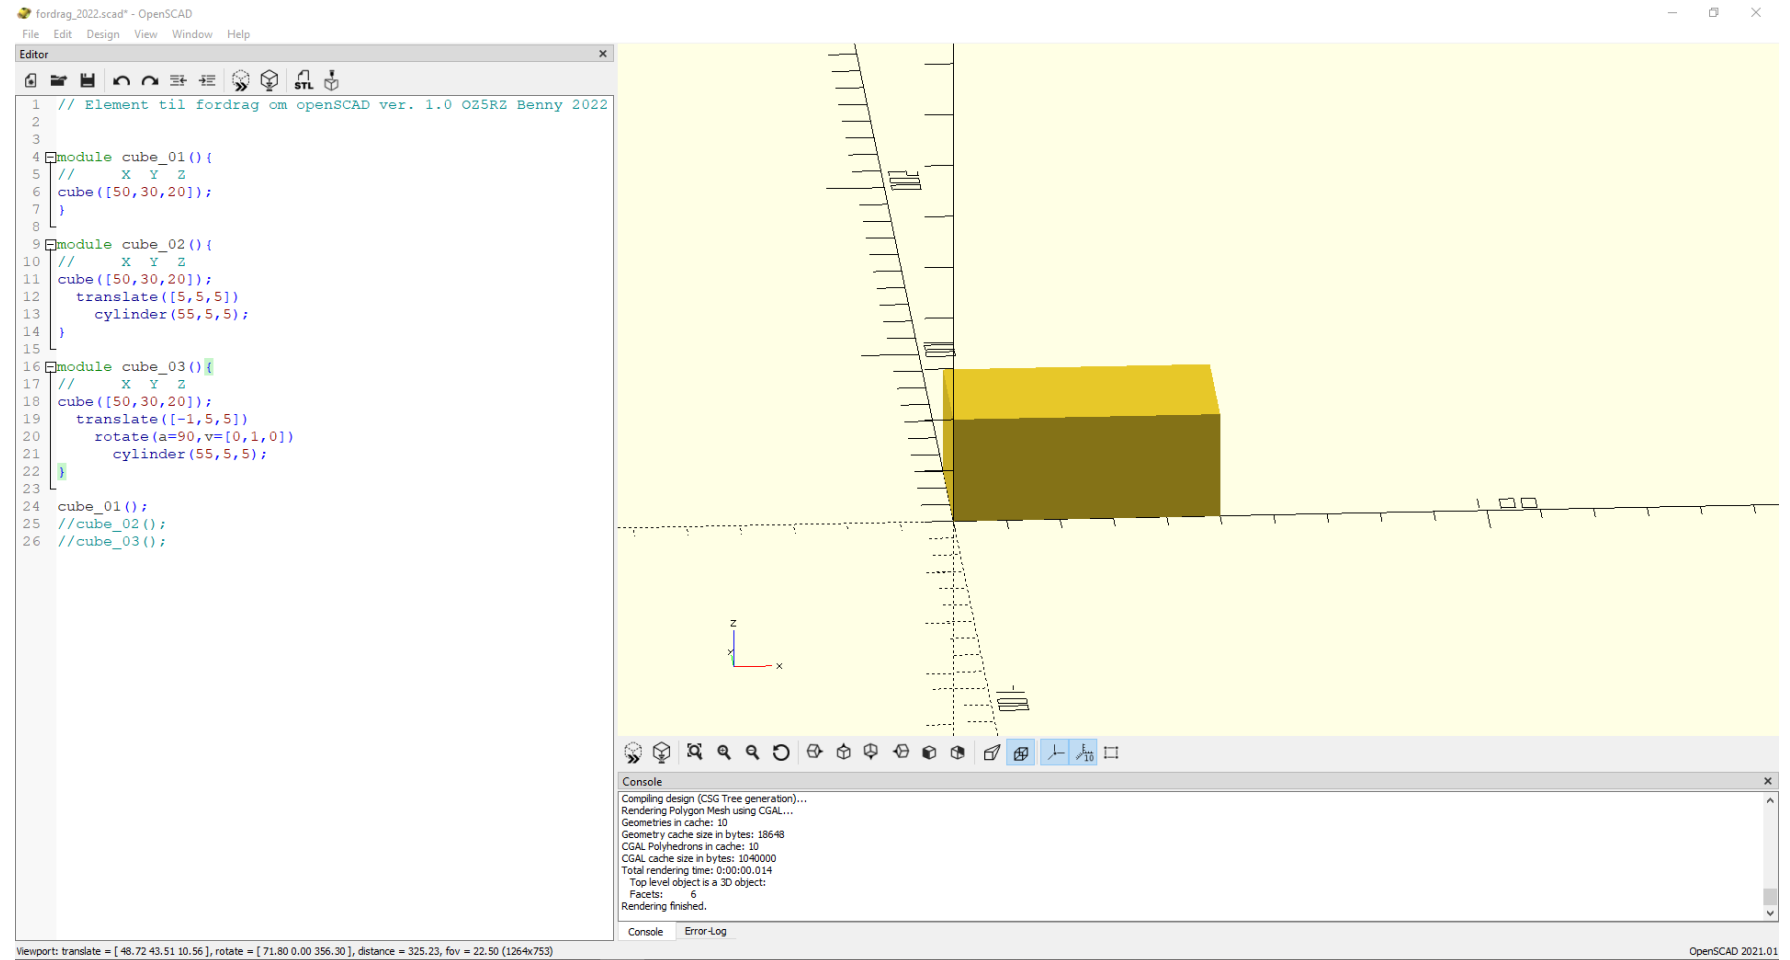 fordrag_2022.scad* - OpenSCAD
File Edit Design View Window Help
Editor
STL
1 // Element til fordrag om openSCAD ver. 1.0 OZ5RZ Benny 2022
2
3
4 module cube_01(){
5 // X Y Z
6 cube([50,30,20]);
7 }
8
9 module cube_02(){
10 // X Y Z
11 cube([50,30,20]);
12 translate([5,5,5])
13 cylinder(55,5,5);
14 }
15
16 module cube_03(){
17 // X Y Z
18 cube([50,30,20]);
19 translate([-1,5,5])
20 rotate(a=90,v=[0,1,0])
21 cylinder(55,5,5);
22 }
23
24 cube_01();
25 //cube_02();
26 //cube_03();
z
y
x
10
Console
Compiling design (CSG Tree generation)...
Rendering Polygon Mesh using CGAL...
Geometries in cache: 10
Geometry cache size in bytes: 18648
CGAL Polyhedrons in cache: 10
CGAL cache size in bytes: 1040000
Total rendering time: 0:00:00.014
Top level object is a 3D object:
Facets: 6
Rendering finished.
Console Error-Log
Viewport: translate = [ 48.72 43.51 10.56 ], rotate = [ 71.80 0.00 356.30 ], distance = 325.23, fov = 22.50 (1264x753)
OpenSCAD 2021.01